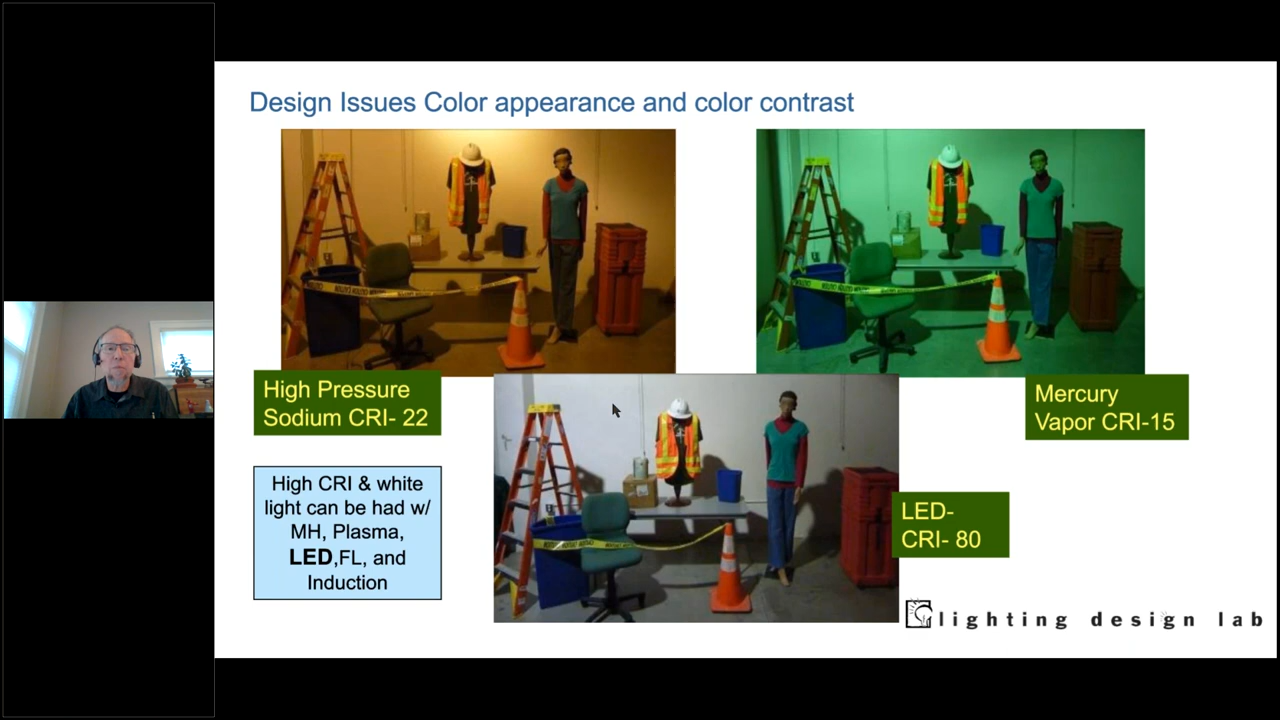 Design Issues Color appearance and color contrast
High Pressure
Sodium CRI- 22
Mercury
Vapor CRI-15
High CRI & white
light can be had w/
MH, Plasma,
LED,FL, and
Induction
LED-
CRI- 80
lighting design lab